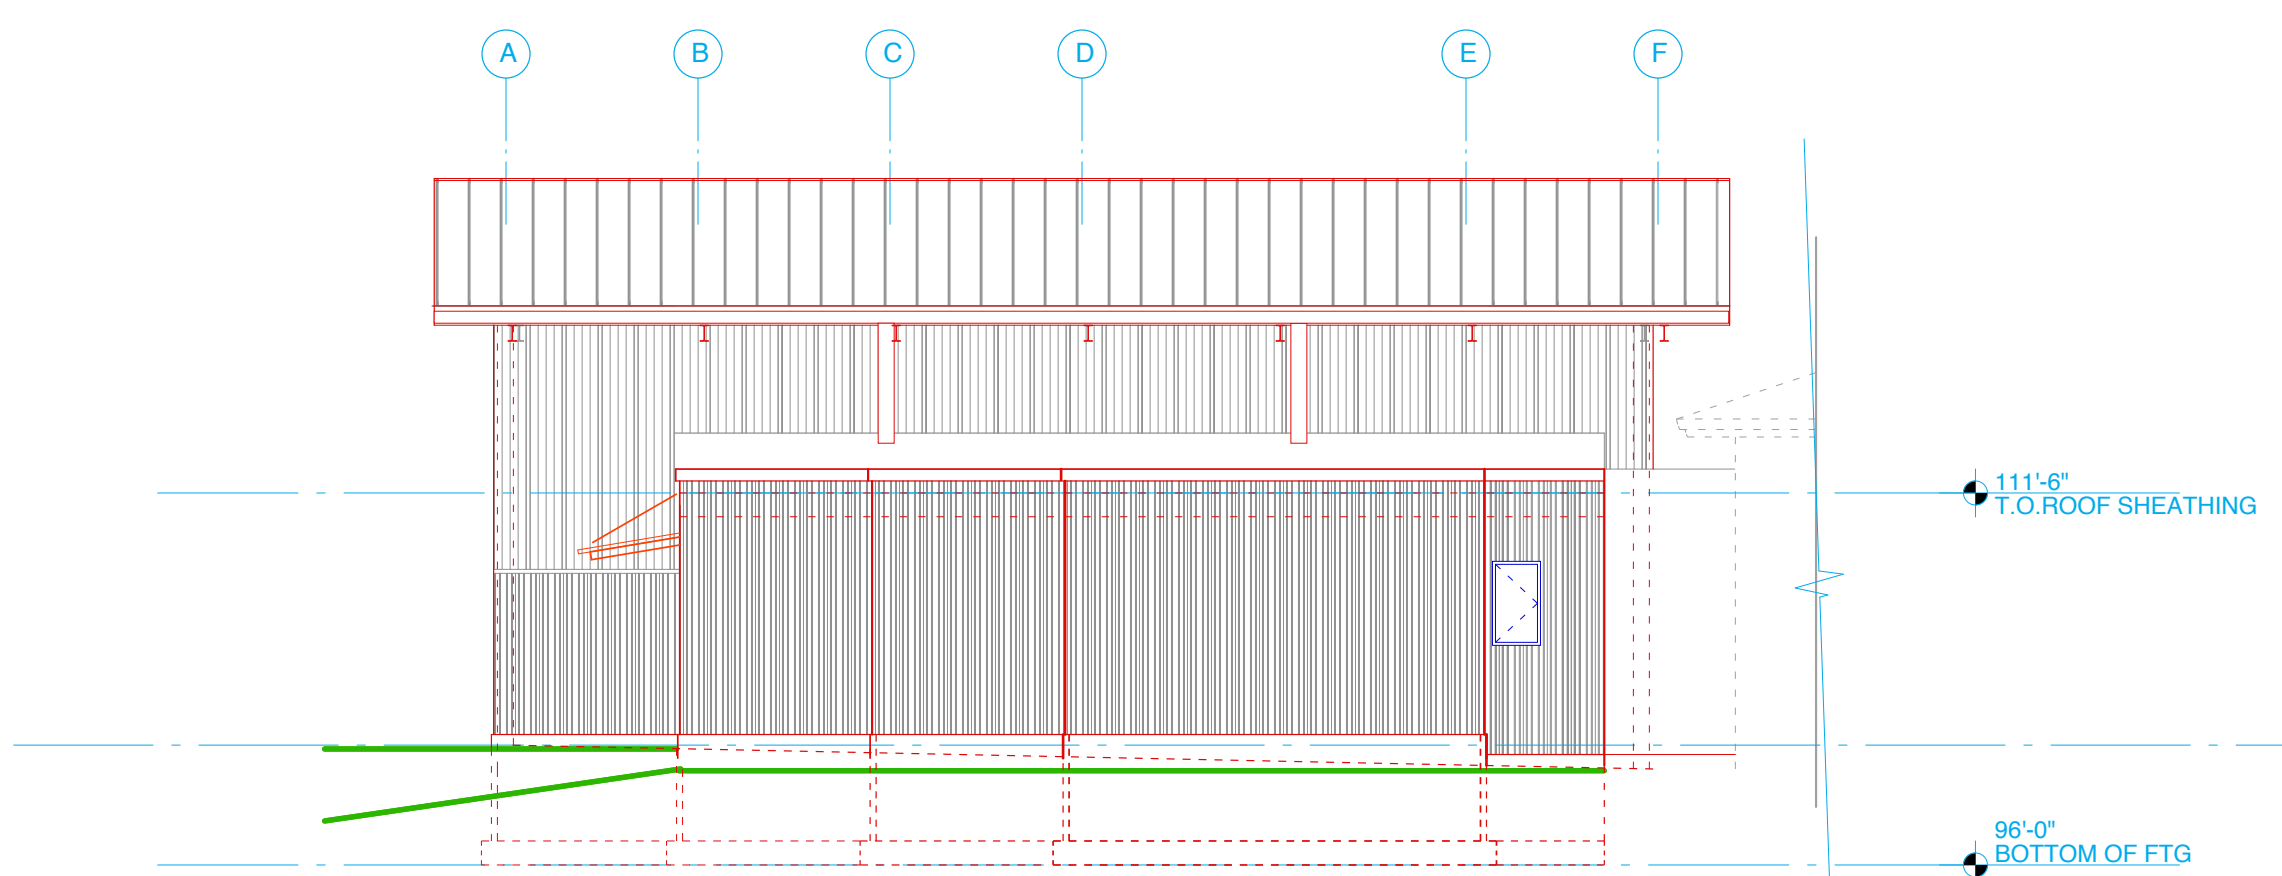 A
B
C
D
E
F
111'-6"
T.O.ROOF SHEATHING
96'-0"
BOTTOM OF FTG